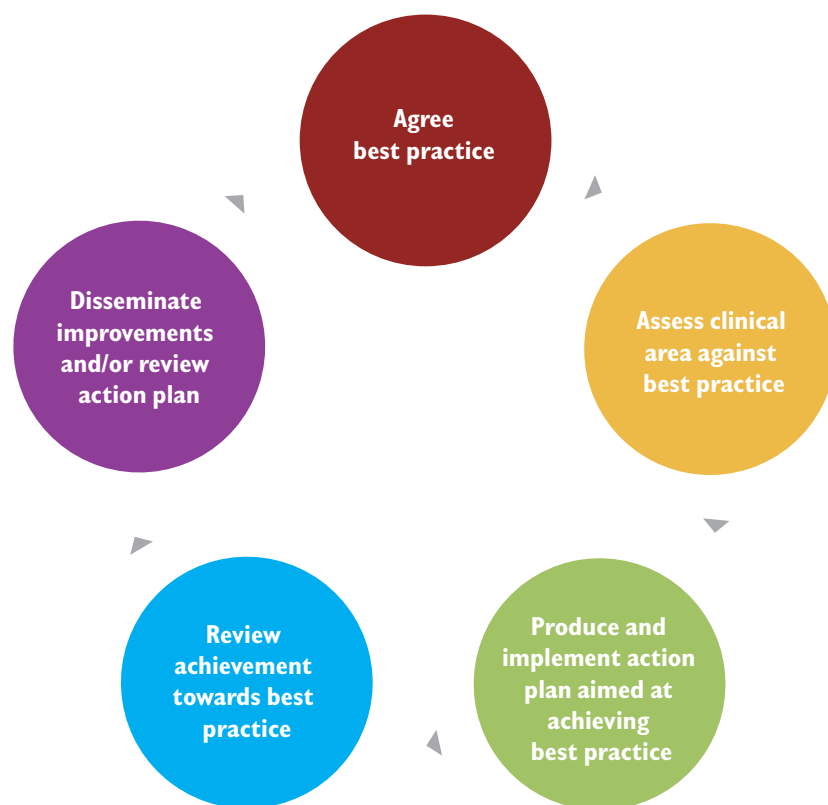 Agree
best practice
Assess clinical
area against
best practice
Produce and
implement action
plan aimed at
achieving
best practice
Review
achievement
towards best
practice
Disseminate
improvements
and/or review
action plan